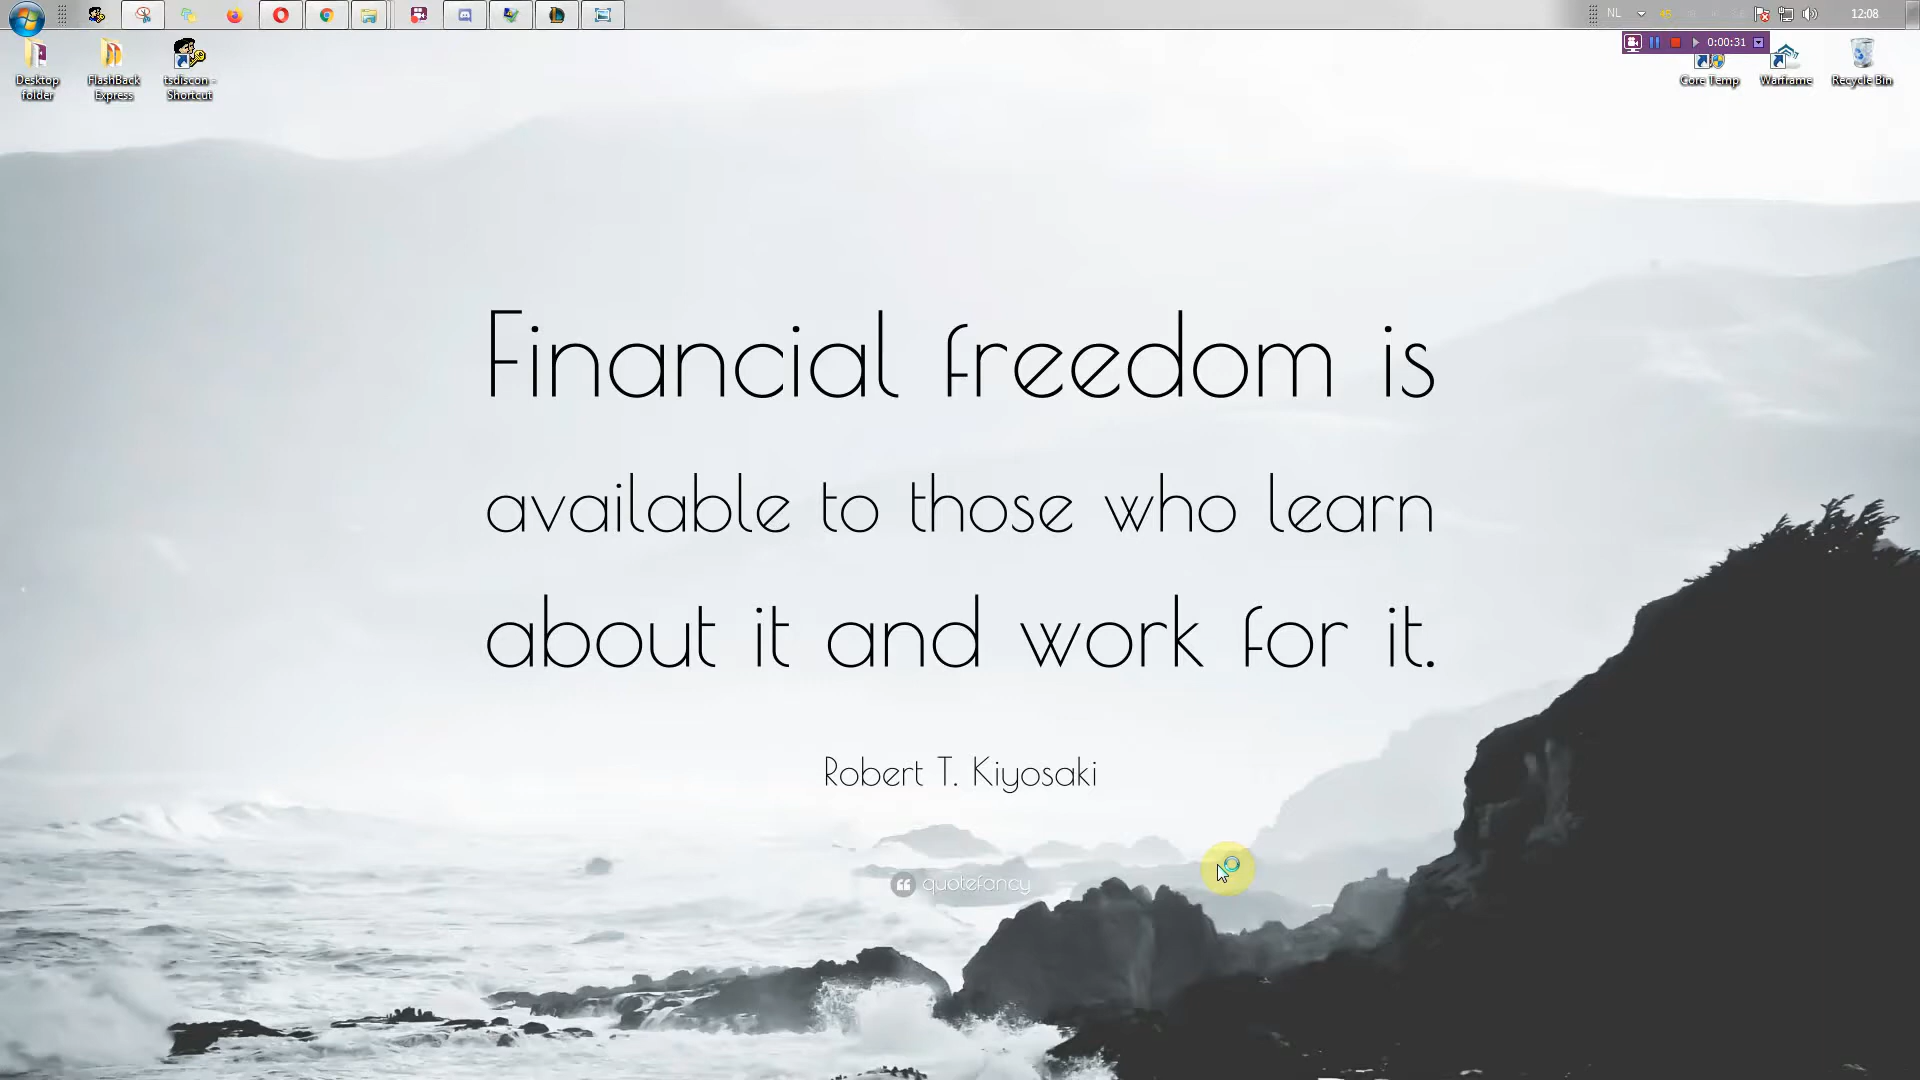 NL
12:08
0:00:31
Desktop
folder
FlashBack
Express
tsdiscon -
Shortcut
Core Temp
Warframe
Recycle Bin
Financial freedom is
available to those who learn
about it and work for it.
Robert T. Kiyosaki
quotefancy